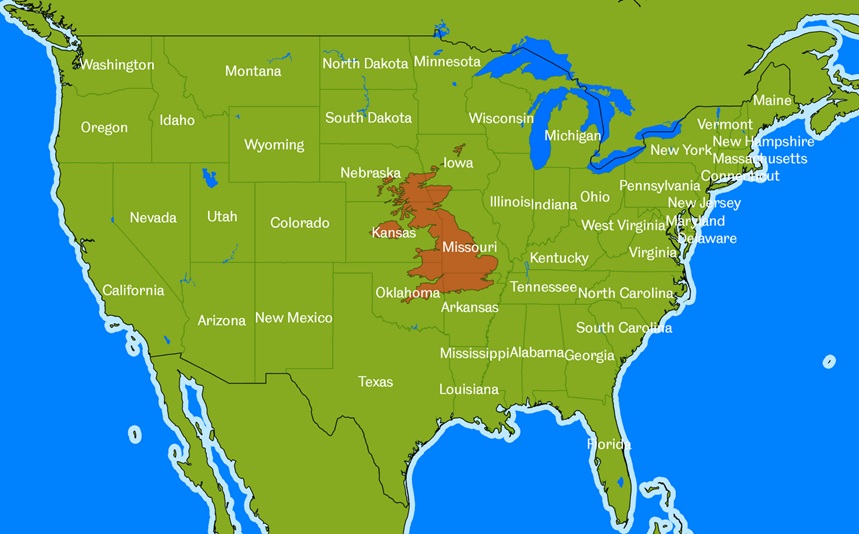 Washington
Montana
North Dakota
Minnesota
Oregon
Idaho
Wyoming
South Dakota
Wisconsin
Michigan
Maine
Vermont
New Hampshire
New York
Massachusetts
Connecticut
Nebraska
Iowa
Nevada
Utah
Colorado
Kansas
Missouri
Illinois
Indiana
Ohio
Pennsylvania
New Jersey
Maryland
Delaware
West Virginia
Virginia
Kentucky
California
Arizona
New Mexico
Oklahoma
Arkansas
Tennessee
North Carolina
South Carolina
Texas
Mississippi
Alabama
Georgia
Louisiana
Florida